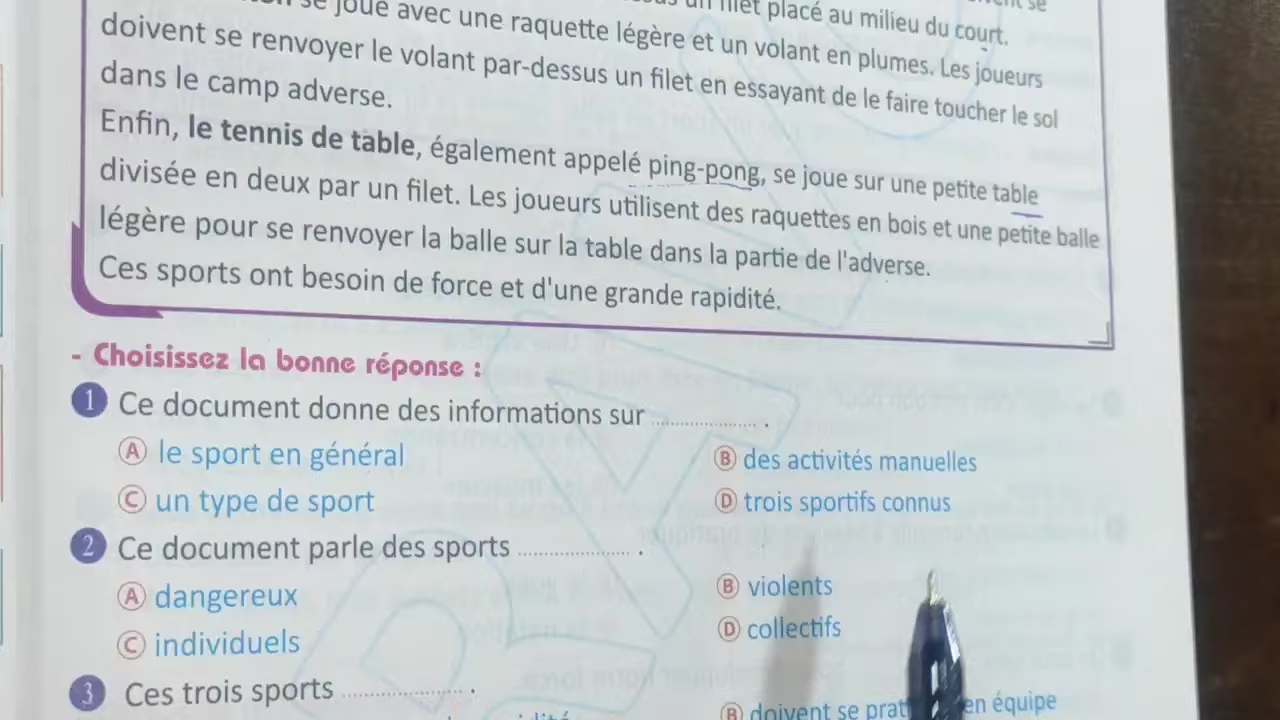 un filet placé au milieu du court.
se joue avec une raquette légère et un volant en plumes. Les joueurs
doivent se renvoyer le volant par-dessus un filet en essayant de le faire toucher le sol
dans le camp adverse.
Enfin, le tennis de table, également appelé ping-pong, se joue sur une petite table
divisée en deux par un filet. Les joueurs utilisent des raquettes en bois et une petite balle
légère pour se renvoyer la balle sur la table dans la partie de l'adverse.
Ces sports ont besoin de force et d'une grande rapidité.
- Choisissez la bonne réponse :
1 Ce document donne des informations sur .................... .
A le sport en général
B des activités manuelles
C un type de sport
D trois sportifs connus
2 Ce document parle des sports .................... .
A dangereux
B violents
C individuels
D collectifs
3 Ces trois sports .................... .
B doivent se en équipe